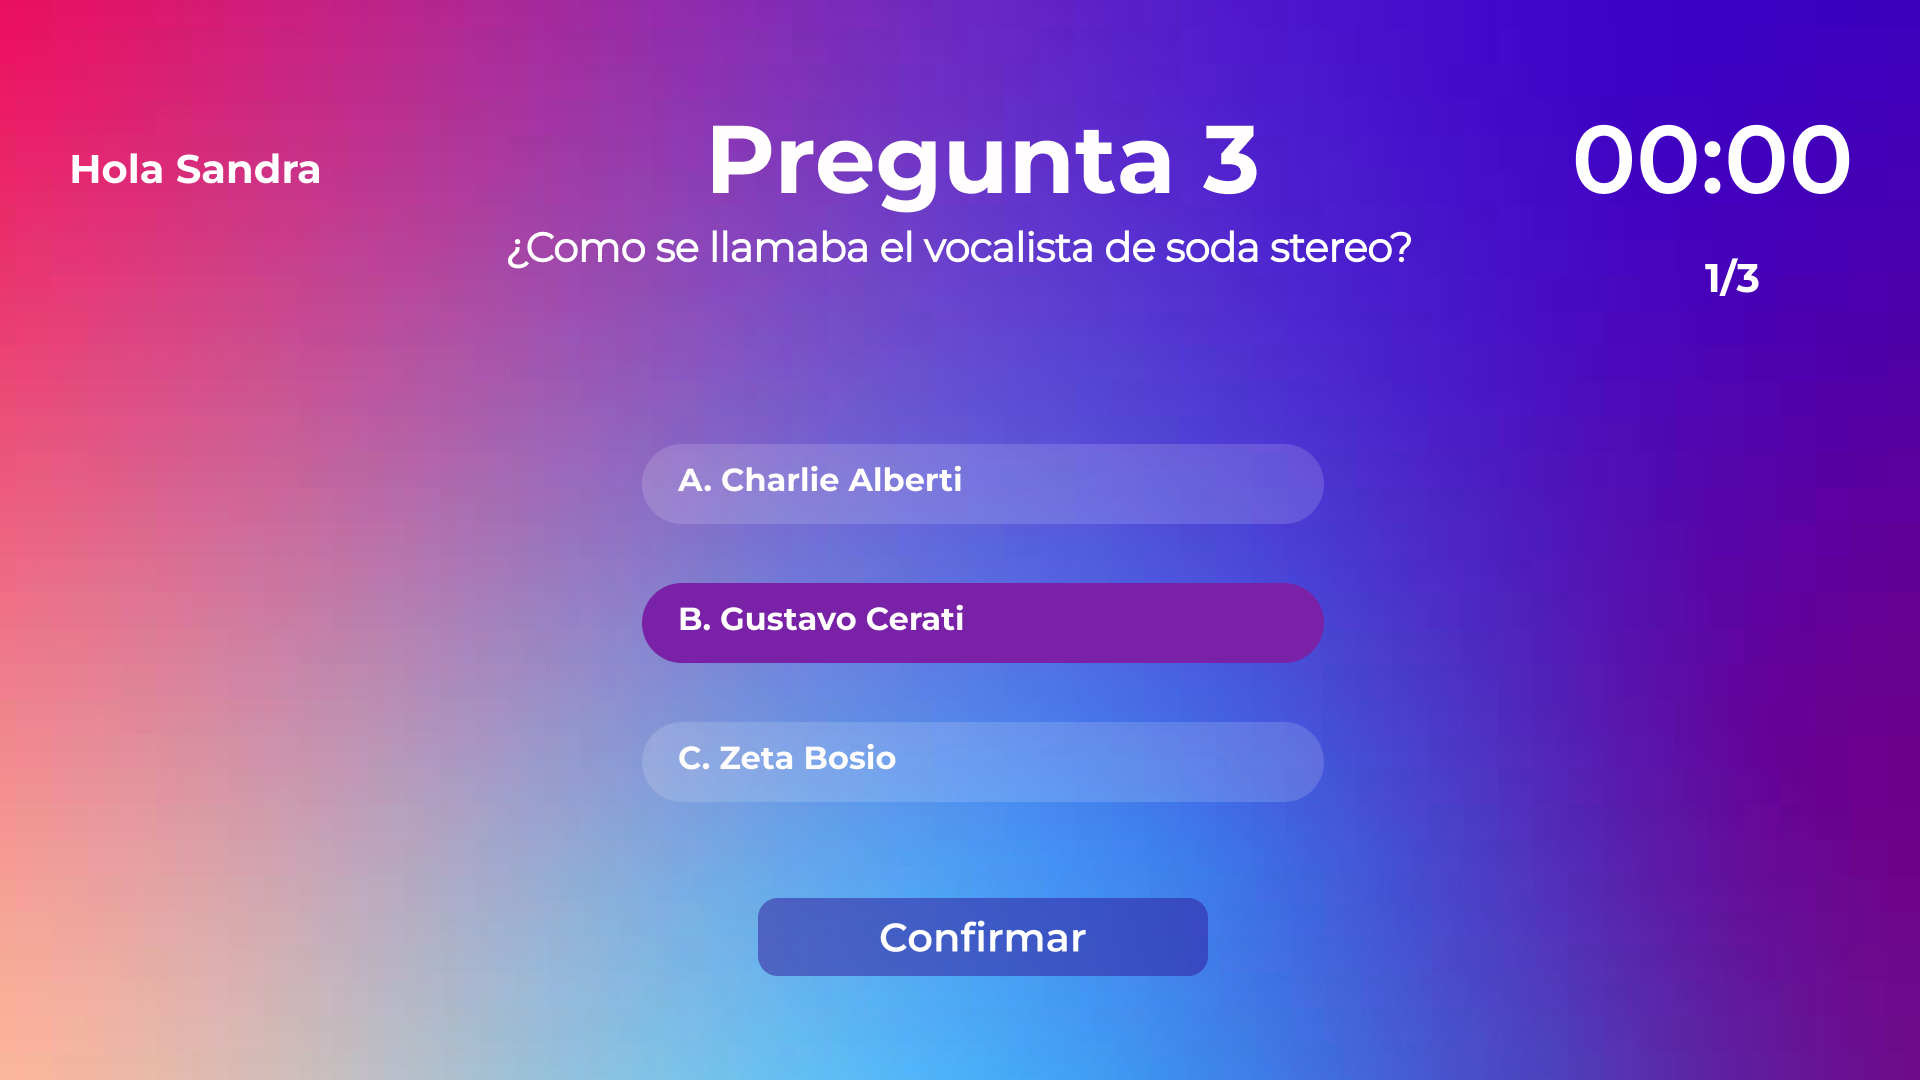 Hola Sandra
Pregunta 3
00:00
¿Como se llamaba el vocalista de soda stereo?
1/3
A. Charlie Alberti
B. Gustavo Cerati
C. Zeta Bosio
Confirmar